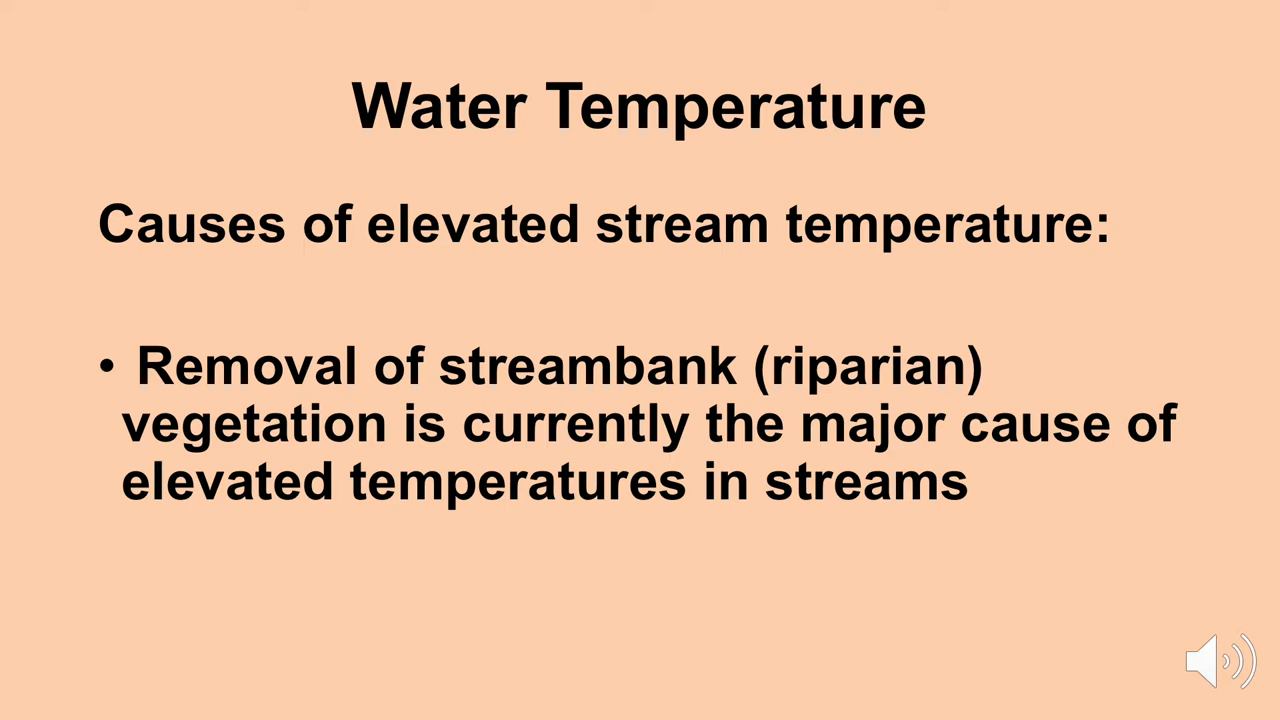 Water Temperature
Causes of elevated stream temperature:
• Removal of streambank (riparian)
vegetation is currently the major cause of
elevated temperatures in streams